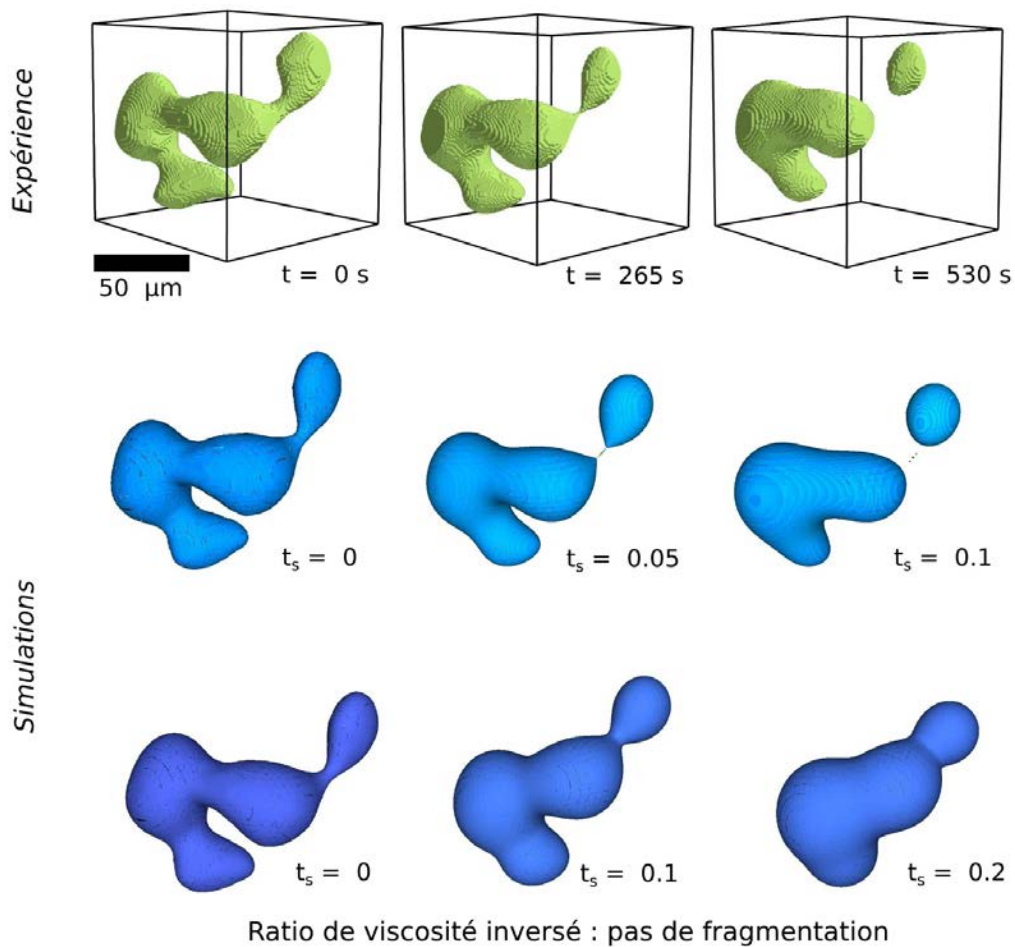 Expérience
50 μm
t = 0 s
t = 265 s
t = 530 s
Simulations
t_s = 0
t_s = 0.05
t_s = 0.1
t_s = 0
t_s = 0.1
t_s = 0.2
Ratio de viscosité inversé : pas de fragmentation